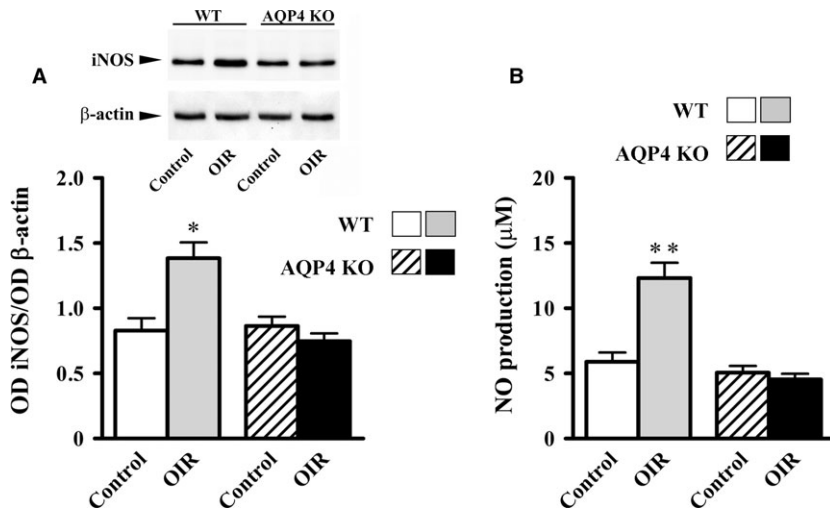 WT AQP4 KO
iNOS
A
β-actin
Control OIR Control OIR
2.0
1.5
1.0
0.5
0
OD iNOS/OD β-actin
*
WT
AQP4 KO
Control OIR Control OIR
B
WT
AQP4 KO
20
15
10
5
0
NO production (μM)
**
Control OIR Control OIR